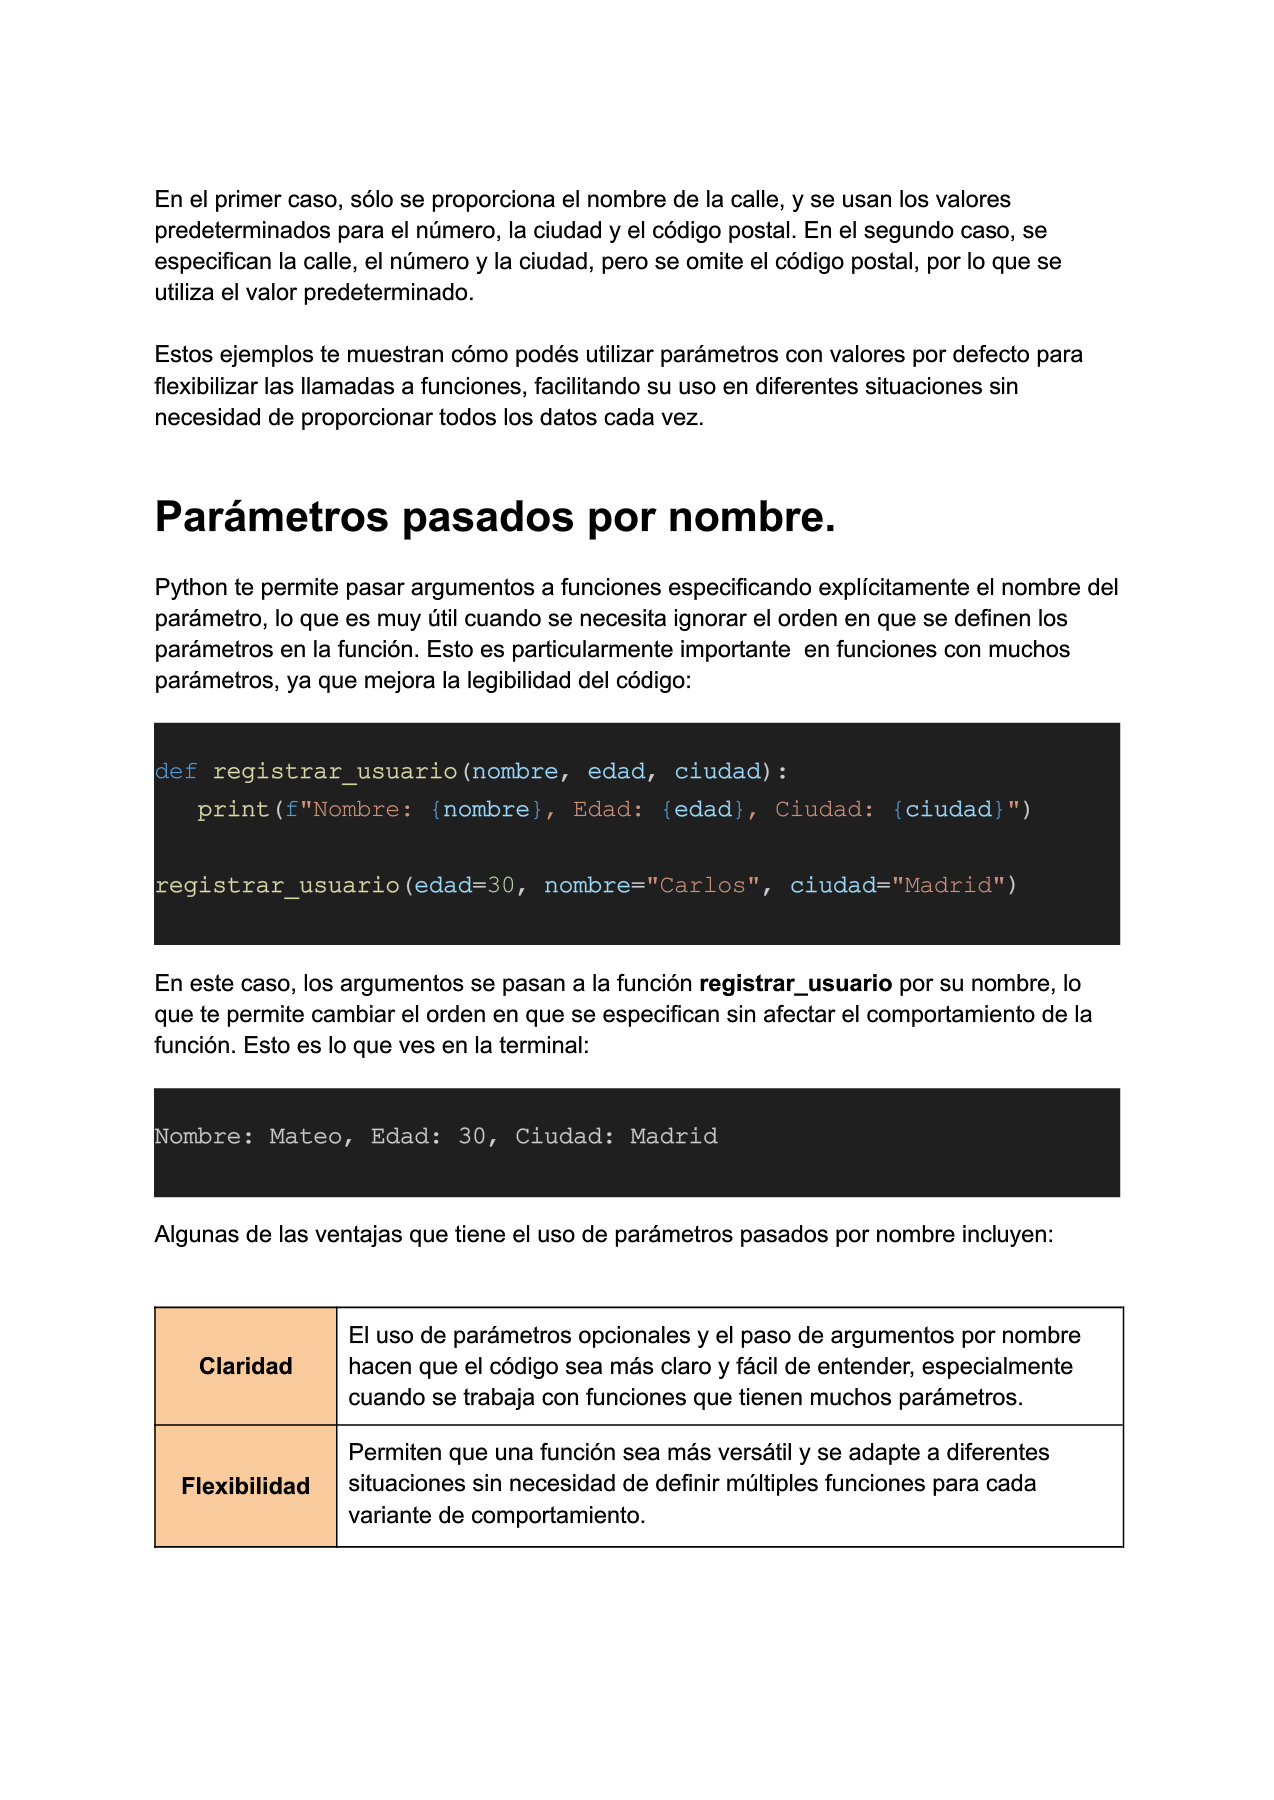 En el primer caso, sólo se proporciona el nombre de la calle, y se usan los valores
predeterminados para el número, la ciudad y el código postal. En el segundo caso, se
especifican la calle, el número y la ciudad, pero se omite el código postal, por lo que se
utiliza el valor predeterminado.
Estos ejemplos te muestran cómo podés utilizar parámetros con valores por defecto para
flexibilizar las llamadas a funciones, facilitando su uso en diferentes situaciones sin
necesidad de proporcionar todos los datos cada vez.
Parámetros pasados por nombre.
Python te permite pasar argumentos a funciones especificando explícitamente el nombre del
parámetro, lo que es muy útil cuando se necesita ignorar el orden en que se definen los
parámetros en la función. Esto es particularmente importante  en funciones con muchos
parámetros, ya que mejora la legibilidad del código:
def registrar_usuario(nombre, edad, ciudad):
   print(f"Nombre: {nombre}, Edad: {edad}, Ciudad: {ciudad}")
registrar_usuario(edad=30, nombre="Carlos", ciudad="Madrid")
En este caso, los argumentos se pasan a la función registrar_usuario por su nombre, lo
que te permite cambiar el orden en que se especifican sin afectar el comportamiento de la
función. Esto es lo que ves en la terminal:
Nombre: Mateo, Edad: 30, Ciudad: Madrid
Algunas de las ventajas que tiene el uso de parámetros pasados por nombre incluyen:
Claridad
El uso de parámetros opcionales y el paso de argumentos por nombre
hacen que el código sea más claro y fácil de entender, especialmente
cuando se trabaja con funciones que tienen muchos parámetros.
Flexibilidad
Permiten que una función sea más versátil y se adapte a diferentes
situaciones sin necesidad de definir múltiples funciones para cada
variante de comportamiento.